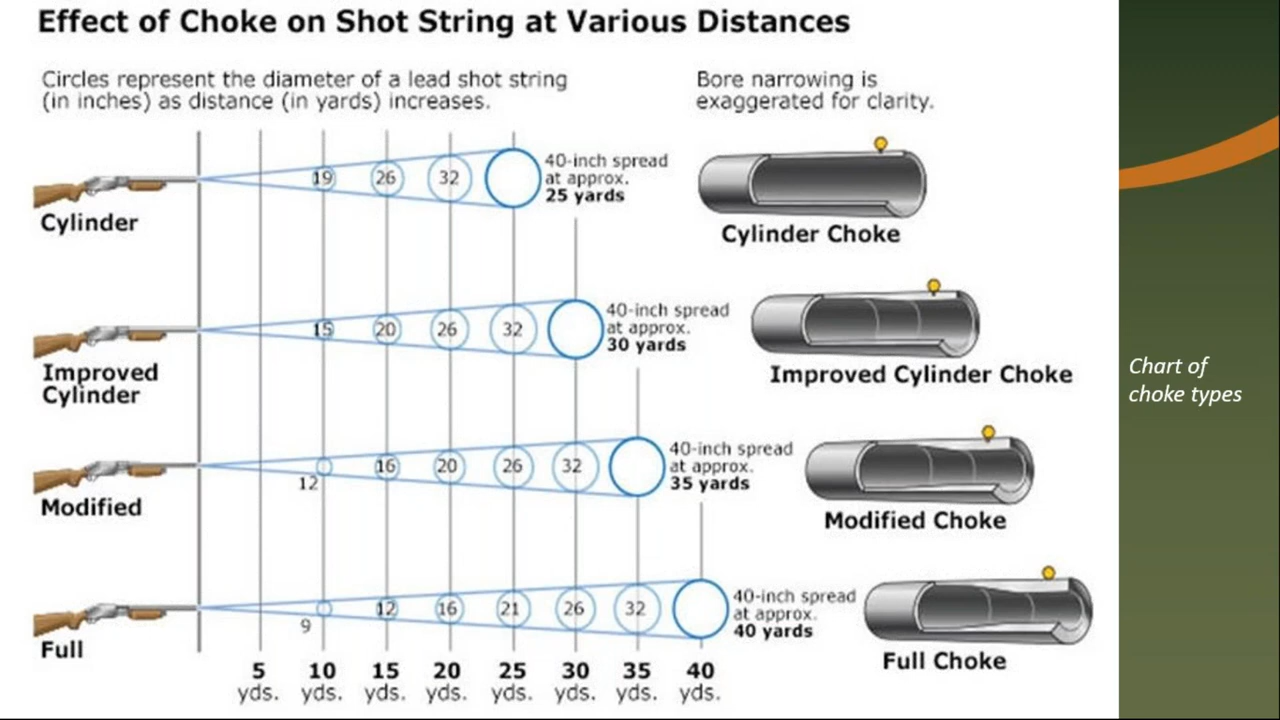 Effect of Choke on Shot String at Various Distances
Circles represent the diameter of a lead shot string
(in inches) as distance (in yards) increases.
Bore narrowing is
exaggerated for clarity.
19 26 32
40-inch spread
at approx.
25 yards
Cylinder
Cylinder Choke
15 20 26 32
40-inch spread
at approx.
30 yards
Improved
Cylinder
Improved Cylinder Choke
Chart of
choke types
12 16 20 26 32
40-inch spread
at approx.
35 yards
Modified
Modified Choke
9 12 16 21 26 32
40-inch spread
at approx.
40 yards
Full
Full Choke
5 10 15 20 25 30 35 40
yds. yds. yds. yds. yds. yds. yds. yds.